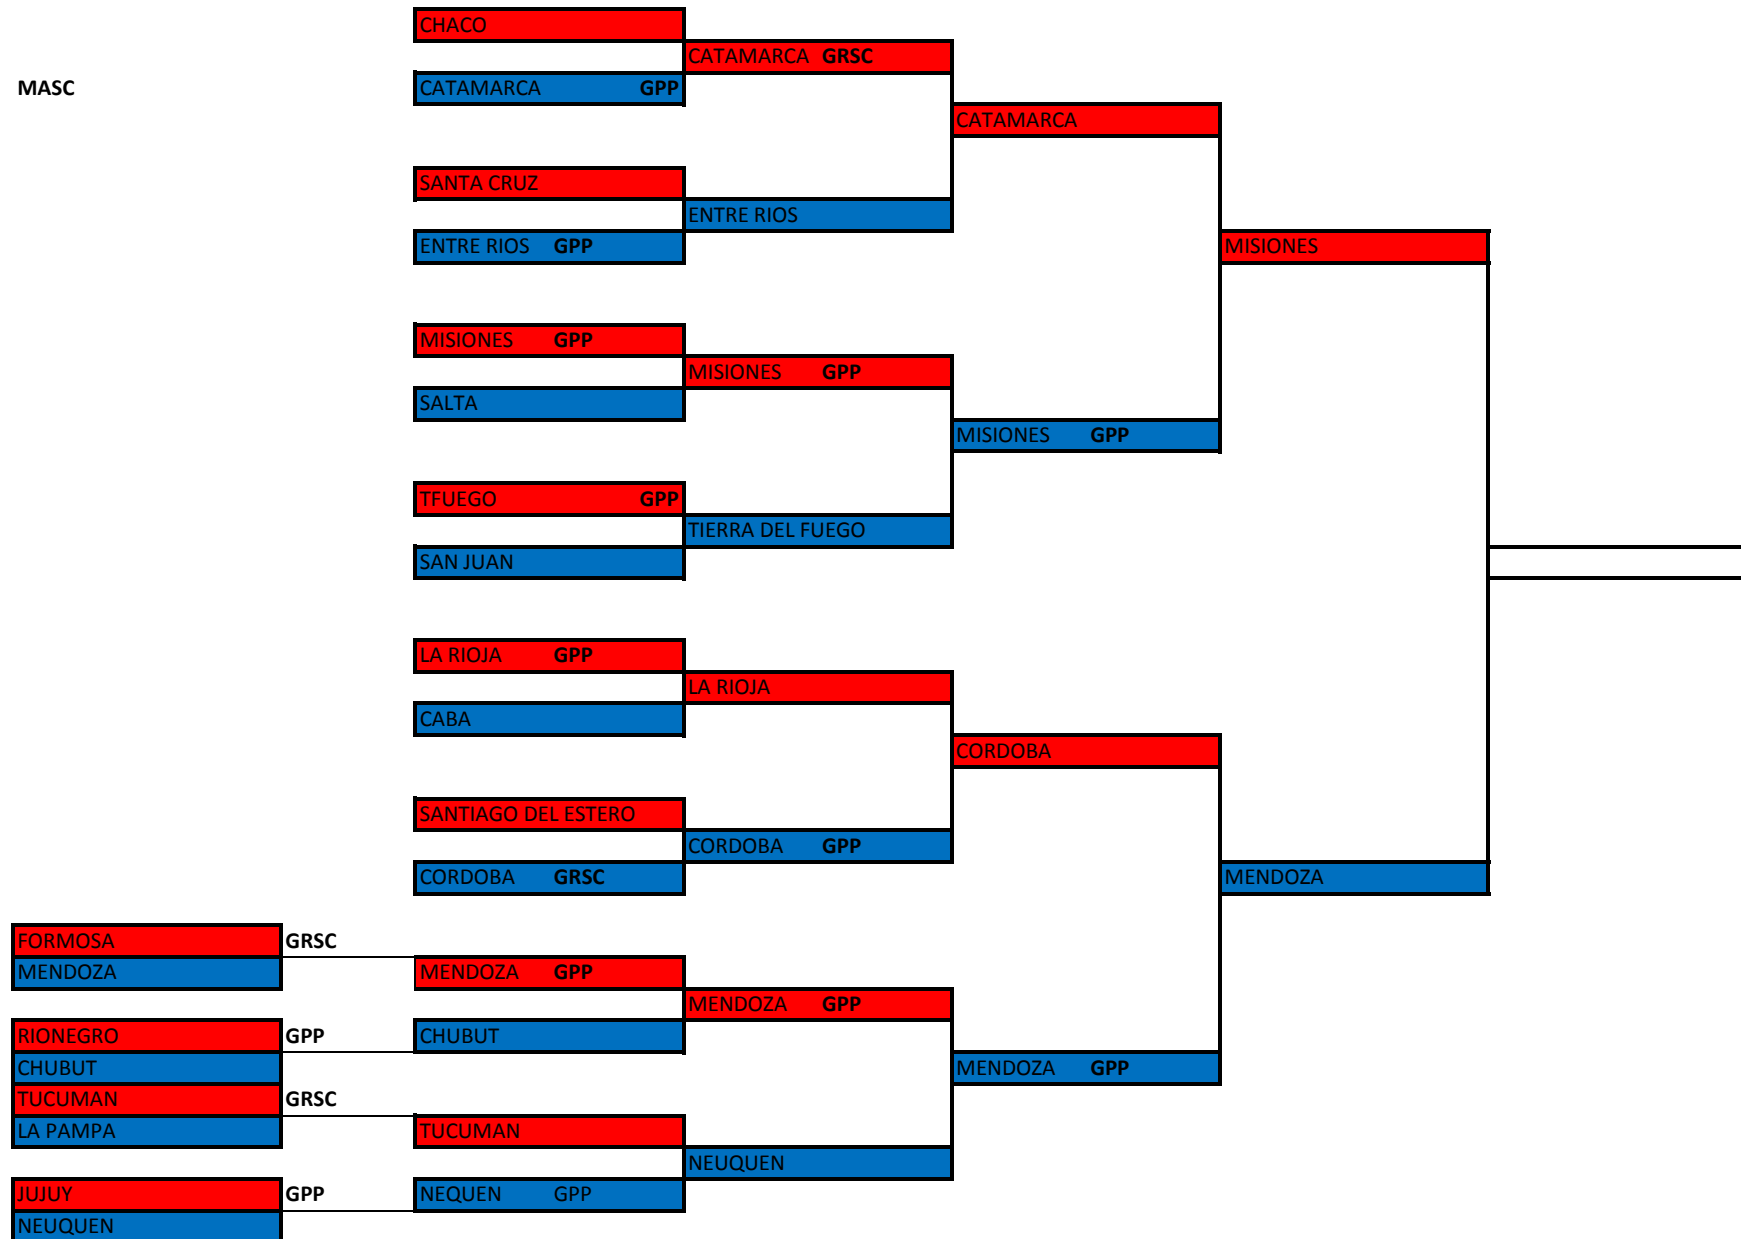 CHACO
CATAMARCA GRSC
MASC
CATAMARCA GPP
CATAMARCA
SANTA CRUZ
ENTRE RIOS
ENTRE RIOS GPP
MISIONES
MISIONES GPP
MISIONES GPP
SALTA
MISIONES GPP
TFUEGO GPP
TIERRA DEL FUEGO
SAN JUAN
LA RIOJA GPP
LA RIOJA
CABA
CORDOBA
SANTIAGO DEL ESTERO
CORDOBA GPP
CORDOBA GRSC
MENDOZA
FORMOSA GRSC
MENDOZA
MENDOZA GPP
MENDOZA GPP
RIONEGRO GPP
CHUBUT
CHUBUT
MENDOZA GPP
TUCUMAN GRSC
LA PAMPA
TUCUMAN
NEUQUEN
JUJUY GPP
NEQUEN GPP
NEUQUEN